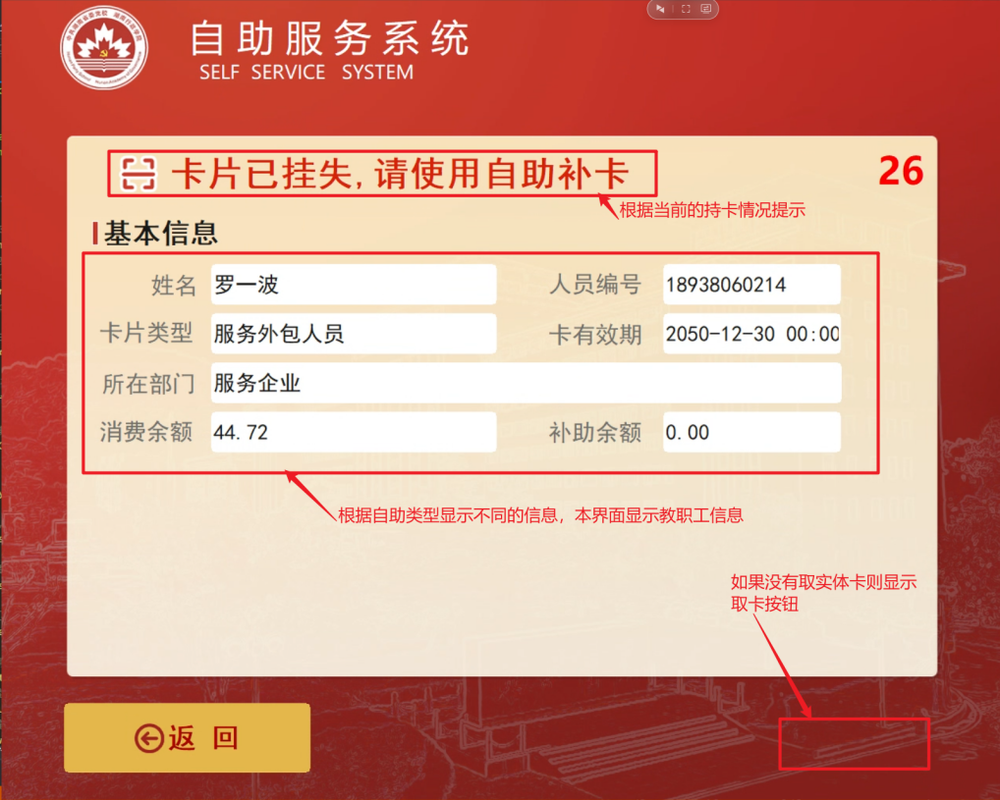 自助服务系统
SELF SERVICE SYSTEM
卡片已挂失,请使用自助补卡
26
根据当前的持卡情况提示
基本信息
姓名 罗一波 人员编号 18938060214
卡片类型 服务外包人员 卡有效期 2050-12-30 00:00
所在部门 服务企业
消费余额 44.72 补助余额 0.00
根据自助类型显示不同的信息，本界面显示教职工信息
如果没有取实体卡则显示
取卡按钮
返 回